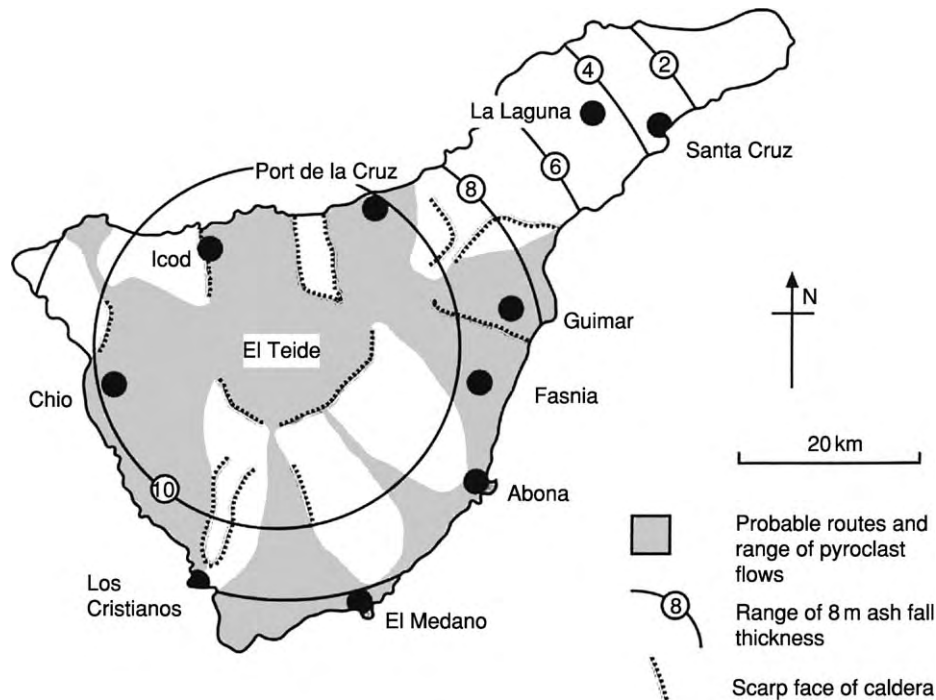 4
2
La Laguna
Santa Cruz
6
Port de la Cruz
8
Icod
N
Guimar
El Teide
Chio
Fasnia
20 km
10
Abona
Probable routes and
range of pyroclast
flows
Los
Cristianos
El Medano
8
Range of 8 m ash fall
thickness
Scarp face of caldera